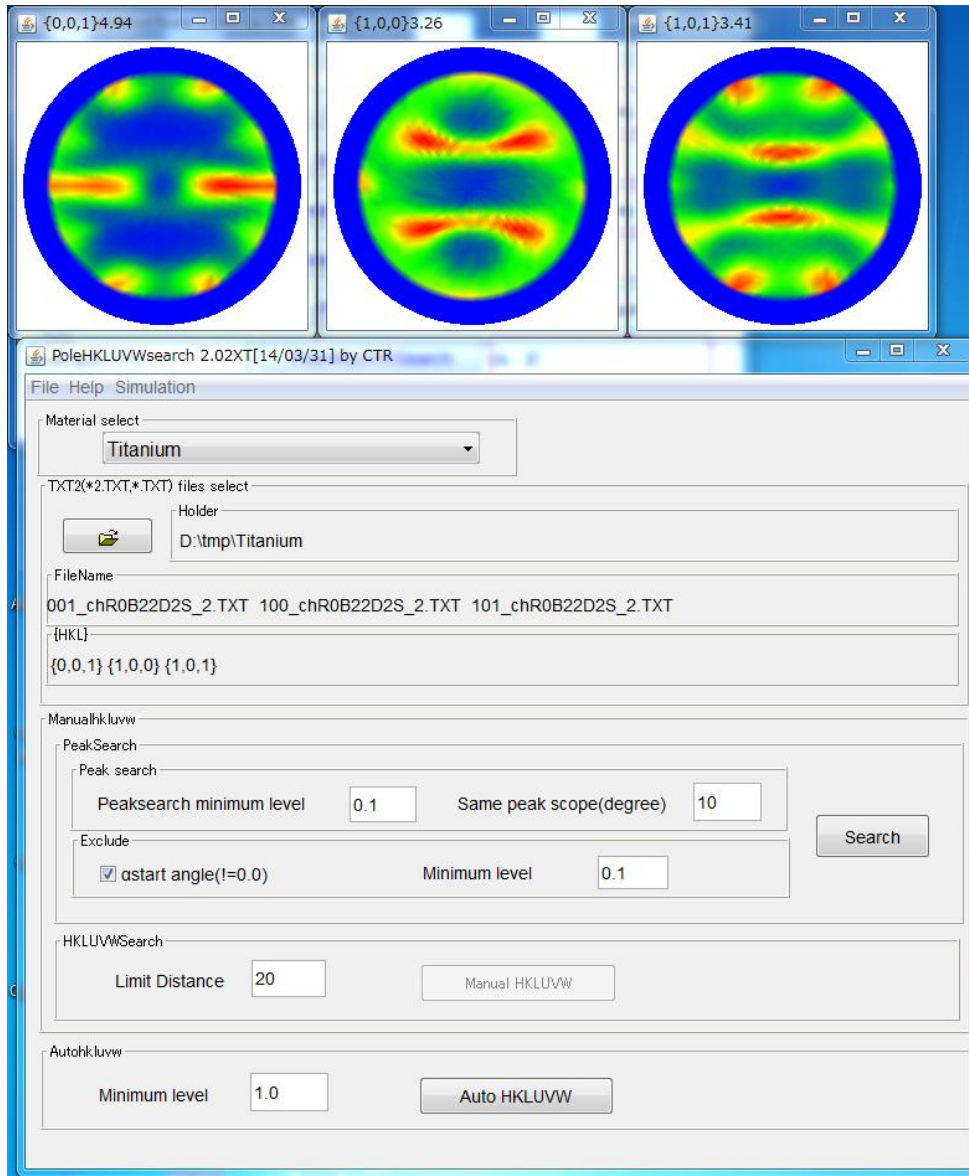 {0,0,1}4.94
{1,0,0}3.26
{1,0,1}3.41
PoleHKLUVWsearch 2.02XT[14/03/31] by CTR
File Help Simulation
Material select
Titanium
TXT2(*2.TXT,*.TXT) files select
Holder
D:\tmp\Titanium
FileName
001_chR0B22D2S_2.TXT 100_chR0B22D2S_2.TXT 101_chR0B22D2S_2.TXT
{HKL}
{0,0,1} {1,0,0} {1,0,1}
Manualhkluvw
PeakSearch
Peak search
Peaksearch minimum level 0.1 Same peak scope(degree) 10
Search
Exclude
αstart angle(!=0.0) Minimum level 0.1
HKLUVWSearch
Limit Distance 20 Manual HKLUVW
Autohkluvw
Minimum level 1.0 Auto HKLUVW